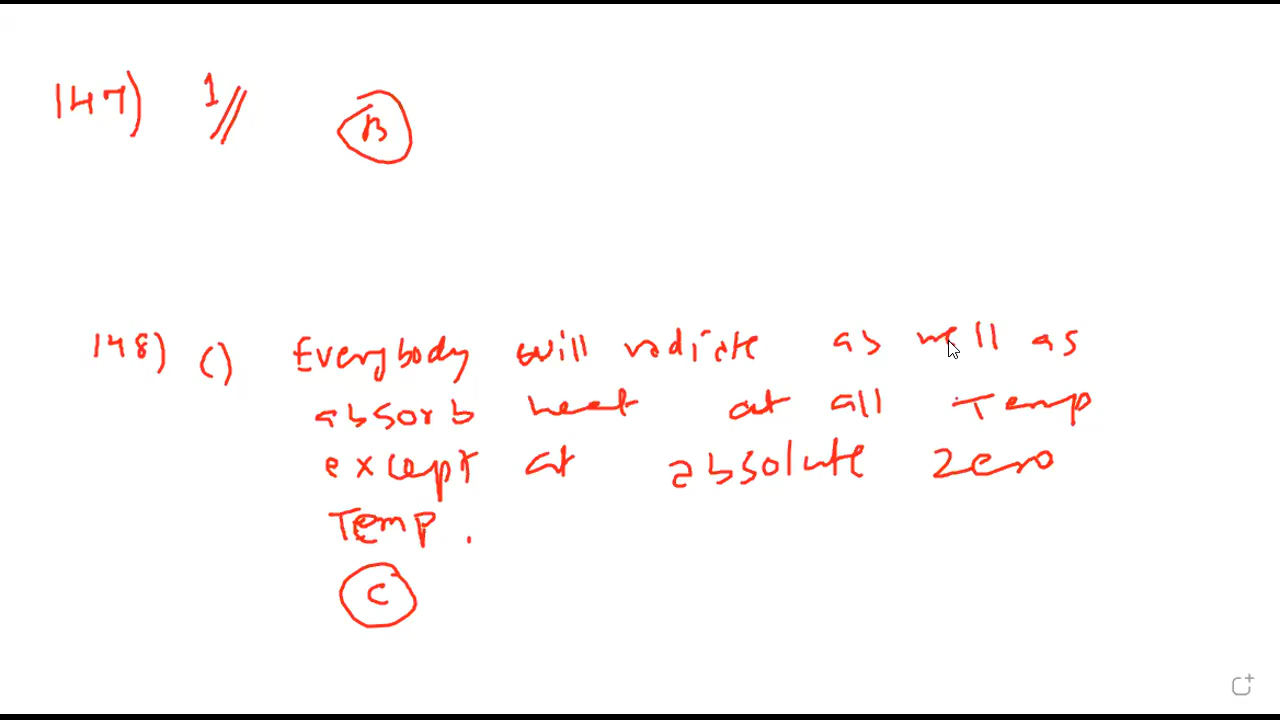 147) 1// B
148) C) Everybody will radiate as well as
absorb heat at all Temp
except at absolute zero
Temp.
C